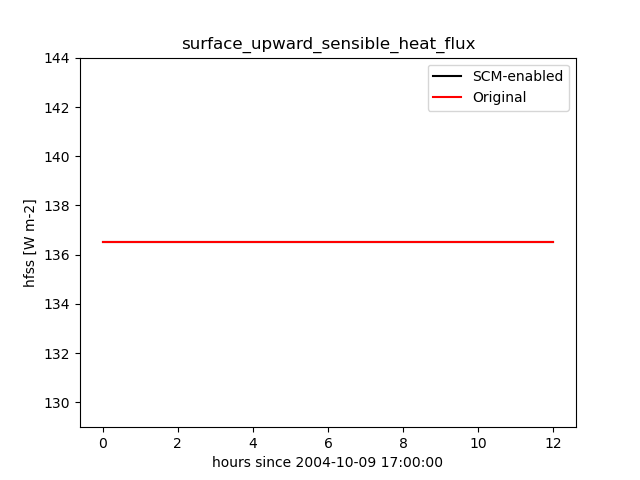 surface_upward_sensible_heat_flux
SCM-enabled
Original
hfss [W m-2]
144
142
140
138
136
134
132
130
0 2 4 6 8 10 12
hours since 2004-10-09 17:00:00